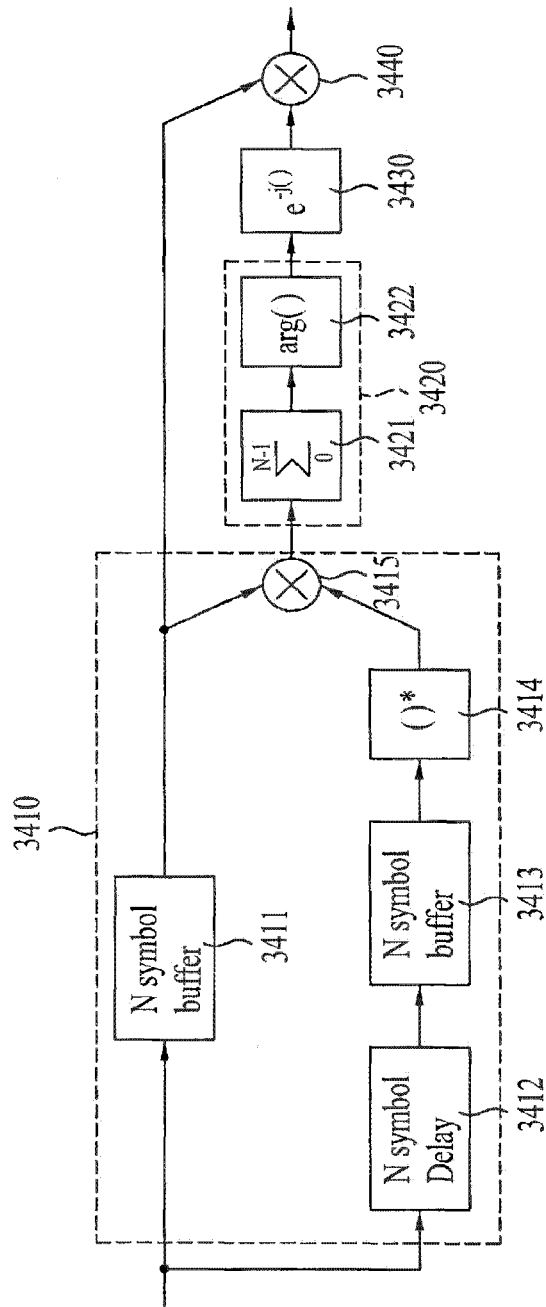 3410
N symbol
buffer
3411
N symbol
Delay
3412
N symbol
buffer
3413
()*
3414
3415
N-1
Σ
0
3421
arg()
3422
3420
e-j()
3430
3440